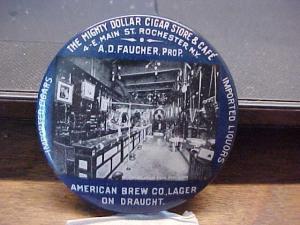 THE MIGHTY DOLLAR CIGAR STORE & CAFÉ
4-E. MAIN ST. ROCHESTER, N.Y.
A.D. FAUCHER, PROP.
IMPORTED CIGARS
IMPORTED LIQUORS
AMERICAN BREW CO., LAGER
ON DRAUGHT.